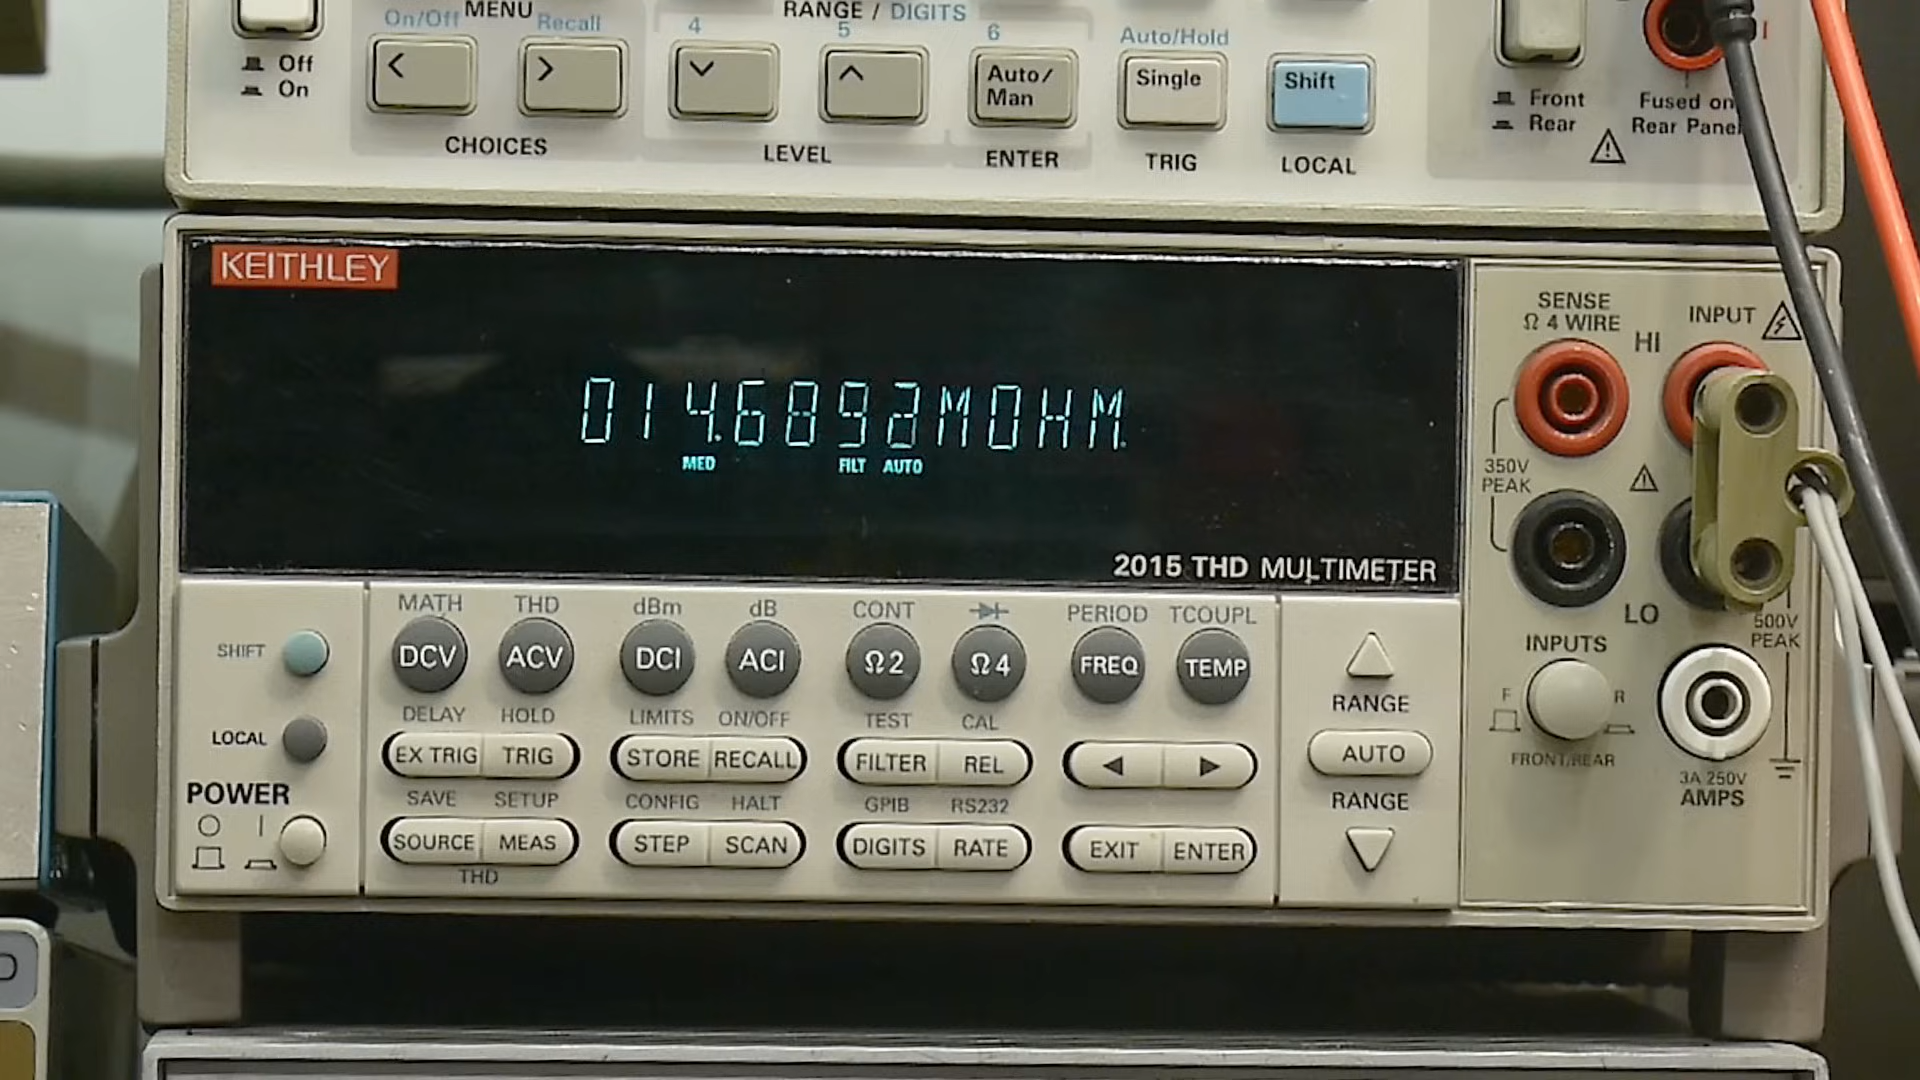 On/Off MENU Recall
RANGE / DIGITS
4 5 6
Auto/Hold
Off
On
< > Auto/
Man
Single
Shift
Front
Rear
Fused on
Rear Panel
I
CHOICES
LEVEL
ENTER
TRIG
LOCAL
KEITHLEY
MED FILT AUTO
2015 THD MULTIMETER
SENSE
Ω 4 WIRE
INPUT
HI
350V
PEAK
LO
500V
PEAK
INPUTS
F R
FRONT/REAR
3A 250V
AMPS
SHIFT
LOCAL
POWER
MATH THD dBm dB CONT PERIOD TCOUPL
DCV ACV DCI ACI Ω2 Ω4 FREQ TEMP
DELAY HOLD LIMITS ON/OFF TEST CAL
EX TRIG TRIG STORE RECALL FILTER REL
SAVE SETUP CONFIG HALT GPIB RS232
SOURCE MEAS STEP SCAN DIGITS RATE EXIT ENTER
THD
RANGE
AUTO
RANGE